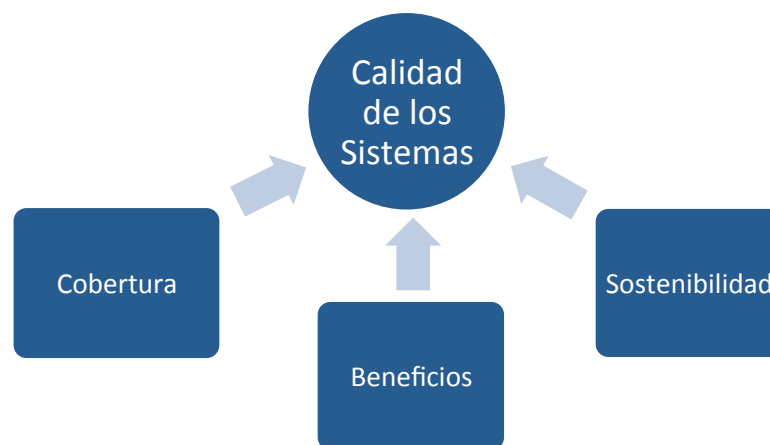 Calidad
de los
Sistemas
Cobertura
Beneficios
Sostenibilidad